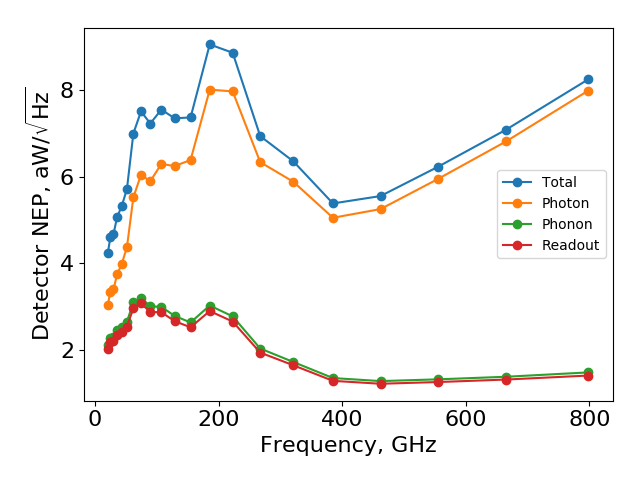 Detector NEP, aW/√Hz
8
6
4
2
Total
Photon
Phonon
Readout
0 200 400 600 800
Frequency, GHz